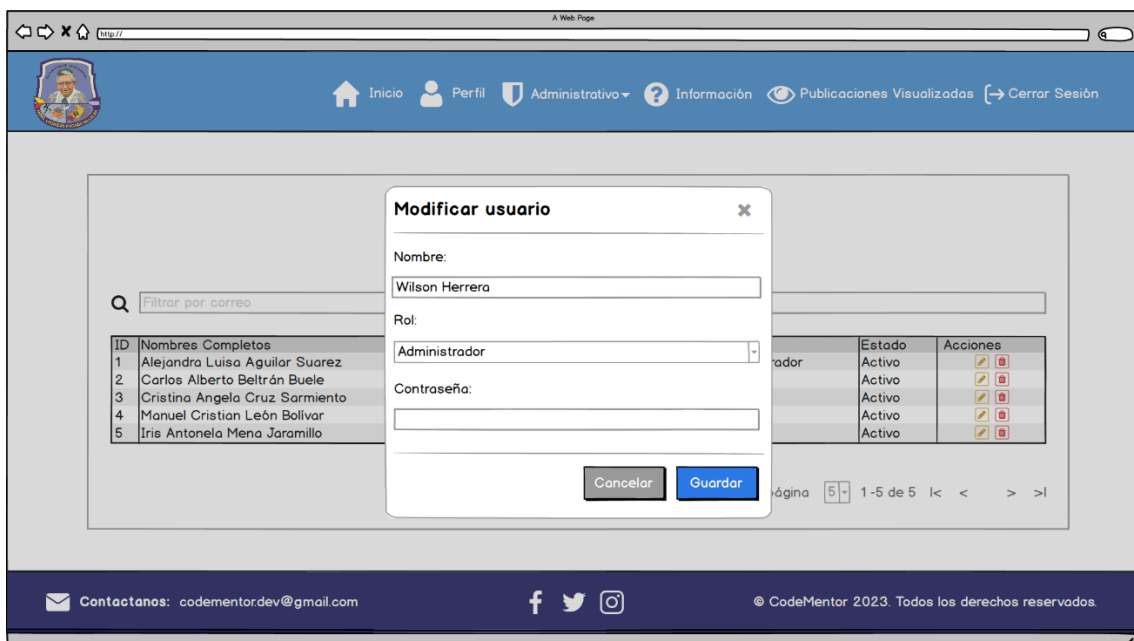 A Web Page
http://
Inicio Perfil Administrativo Información Publicaciones Visualizadas Cerrar Sesión
Modificar usuario
Nombre:
Wilson Herrera
Filtrar por correo
Rol:
Administrador
Contraseña:
ID Nombres Completos Estado Acciones
1 Alejandra Luisa Aguilar Suarez rador Activo
2 Carlos Alberto Beltrán Buele Activo
3 Cristina Angela Cruz Sarmiento Activo
4 Manuel Cristian León Bolívar Activo
5 Iris Antonela Mena Jaramillo Activo
Cancelar Guardar
página 5 1-5 de 5 |< < > >|
Contactanos: codementor.dev@gmail.com
© CodeMentor 2023. Todos los derechos reservados.